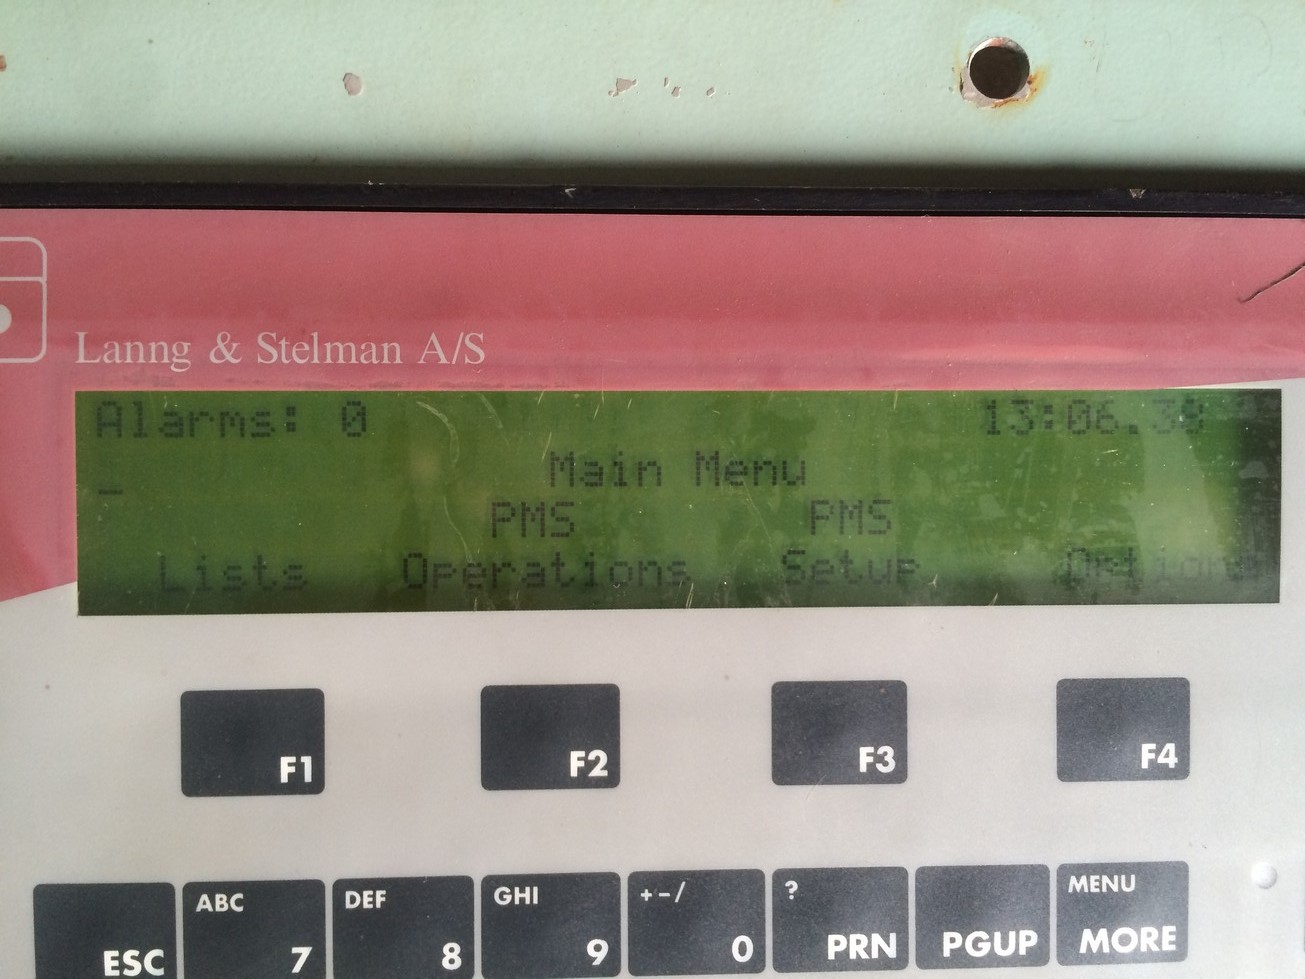 Lanng & Stelman A/S
Alarms: 0 13:06.38
Main Menu
_
PMS PMS
Lists Operations Setup Options
F1 F2 F3 F4
ABC DEF GHI +-/ ? MENU
ESC 7 8 9 0 PRN PGUP MORE